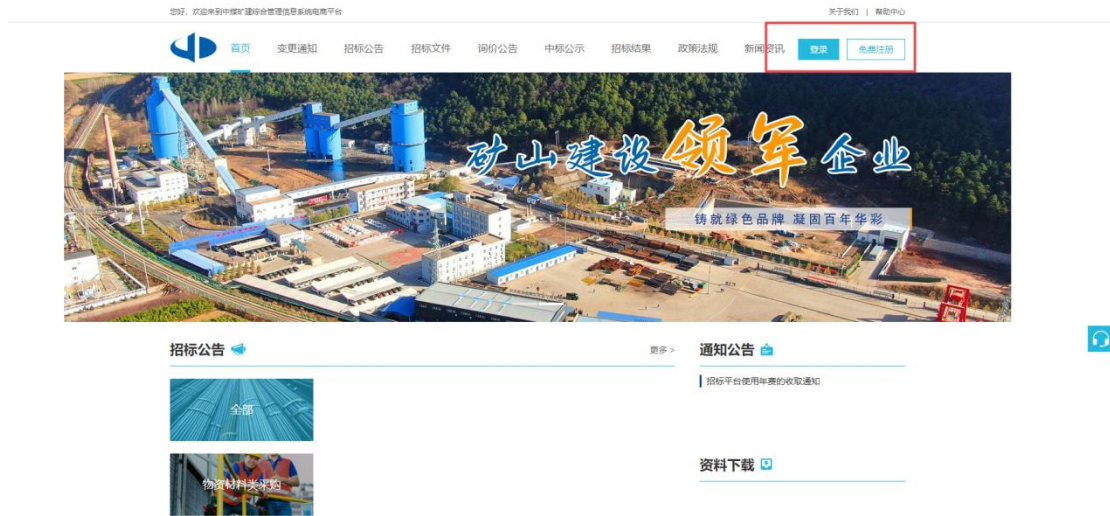 您好，欢迎来到中煤矿建综合管理信息系统电商平台
关于我们 | 帮助中心
首页 变更通知 招标公告 招标文件 询价公告 中标公示 招标结果 政策法规 新闻资讯 登录 免费注册
矿山建设领军企业
铸就绿色品牌 凝固百年华彩
招标公告 更多 >
通知公告
全部
招标平台使用年费的收取通知
物资材料类采购
资料下载